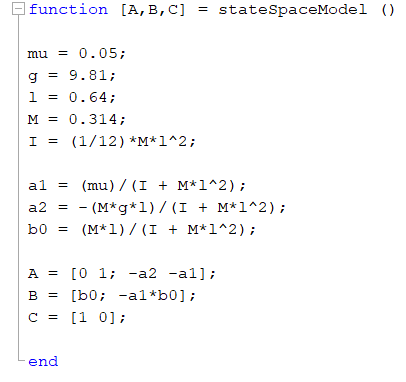 function [A,B,C] = stateSpaceModel ()
mu = 0.05;
g = 9.81;
l = 0.64;
M = 0.314;
I = (1/12)*M*l^2;
a1 = (mu)/(I + M*l^2);
a2 = -(M*g*l)/(I + M*l^2);
b0 = (M*l)/(I + M*l^2);
A = [0 1; -a2 -a1];
B = [b0; -a1*b0];
C = [1 0];
end